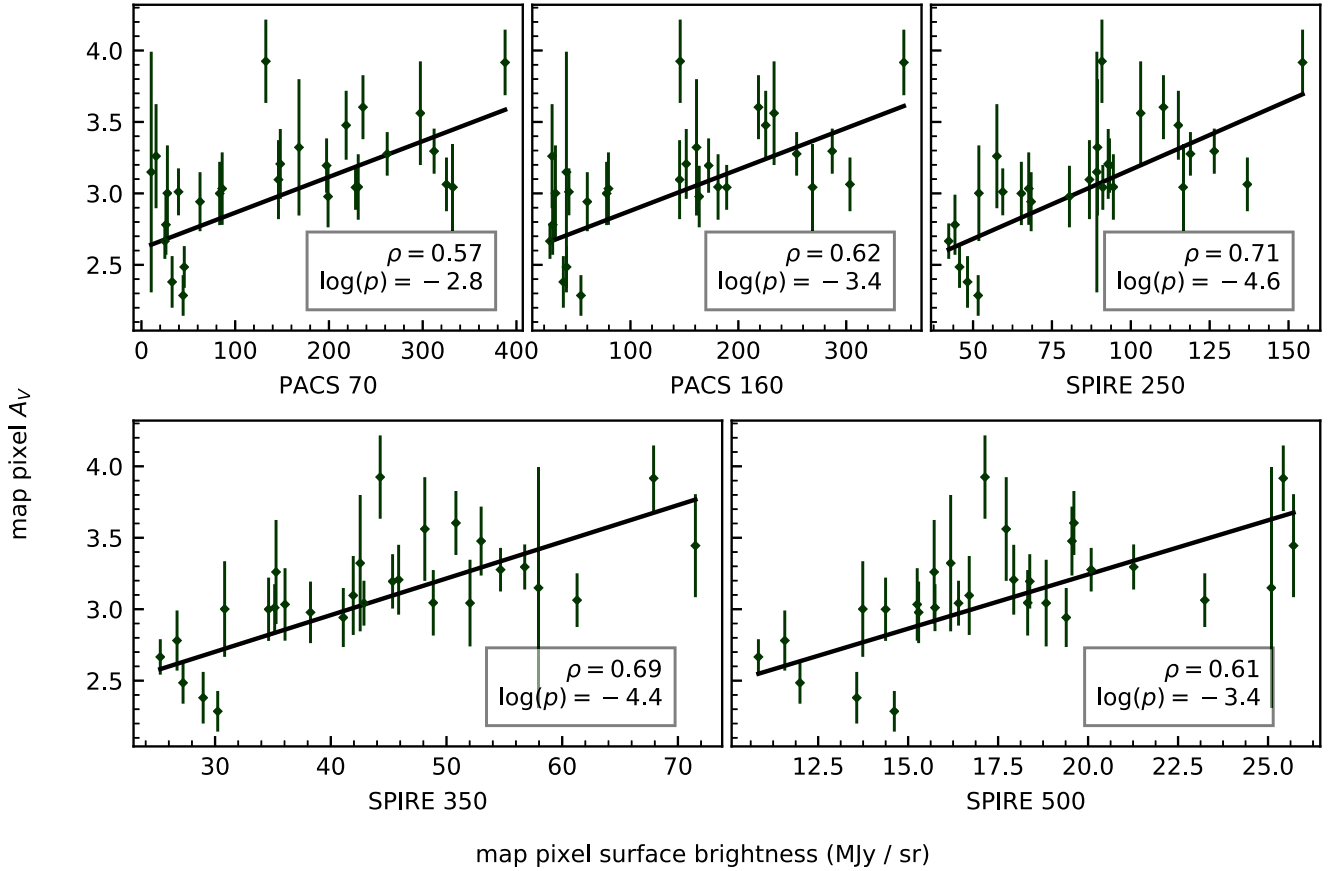 4.0
3.5
3.0
2.5
ρ = 0.57
log(p) = − 2.8
0 100 200 300 400
PACS 70
ρ = 0.62
log(p) = − 3.4
100 200 300
PACS 160
ρ = 0.71
log(p) = − 4.6
50 75 100 125 150
SPIRE 250
map pixel A_V
4.0
3.5
3.0
2.5
ρ = 0.69
log(p) = − 4.4
30 40 50 60 70
SPIRE 350
ρ = 0.61
log(p) = − 3.4
12.5 15.0 17.5 20.0 22.5 25.0
SPIRE 500
map pixel surface brightness (MJy / sr)